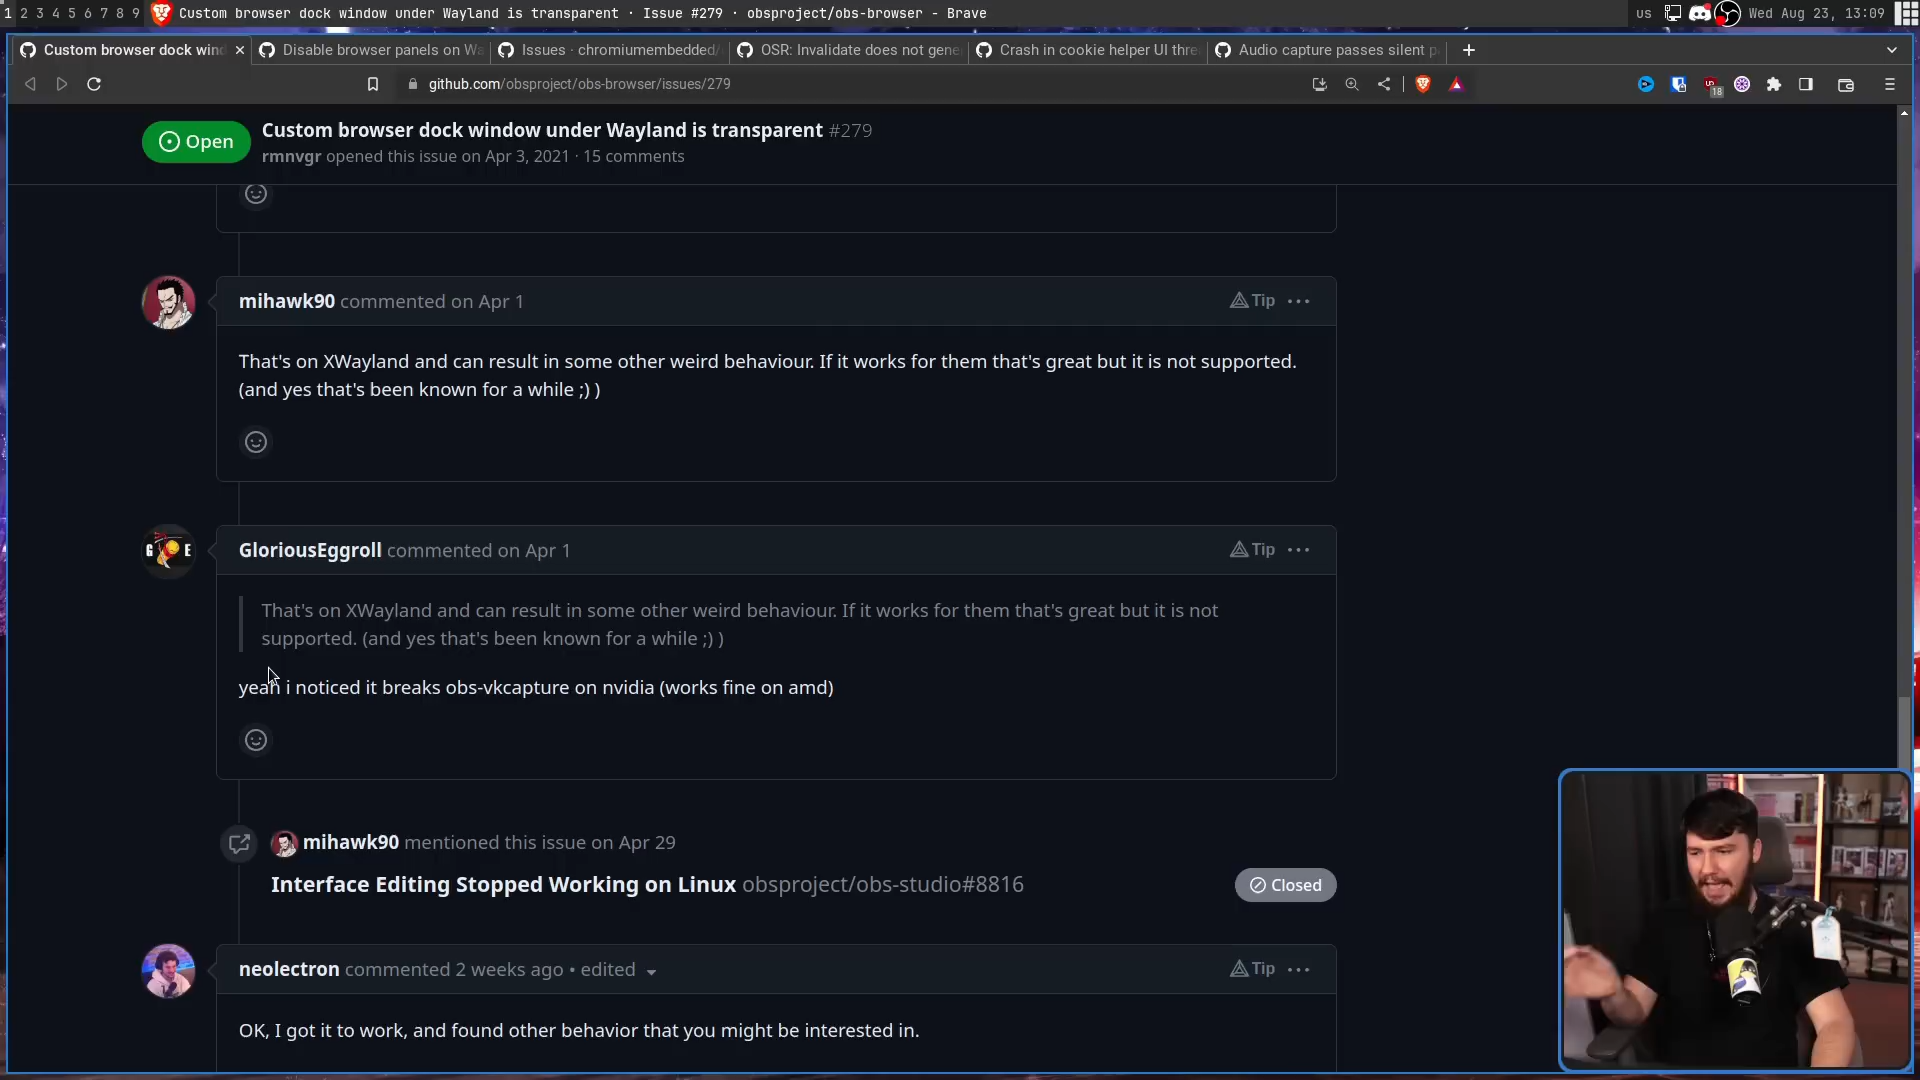 1 2 3 4 5 6 7 8 9 Custom browser dock window under Wayland is transparent · Issue #279 · obsproject/obs-browser - Brave us Wed Aug 23, 13:09
Custom browser dock wind Disable browser panels on Wa Issues · chromiumembedded/ OSR: Invalidate does not gene Crash in cookie helper UI thre Audio capture passes silent p
github.com/obsproject/obs-browser/issues/279 18
Open
Custom browser dock window under Wayland is transparent #279
rmnvgr opened this issue on Apr 3, 2021 · 15 comments
mihawk90 commented on Apr 1 Tip ···
That's on XWayland and can result in some other weird behaviour. If it works for them that's great but it is not supported.
(and yes that's been known for a while ;) )
G E
GloriousEggroll commented on Apr 1 Tip ···
That's on XWayland and can result in some other weird behaviour. If it works for them that's great but it is not
supported. (and yes that's been known for a while ;) )
yeah i noticed it breaks obs-vkcapture on nvidia (works fine on amd)
mihawk90 mentioned this issue on Apr 29
Interface Editing Stopped Working on Linux obsproject/obs-studio#8816 Closed
neolectron commented 2 weeks ago • edited Tip ···
OK, I got it to work, and found other behavior that you might be interested in.